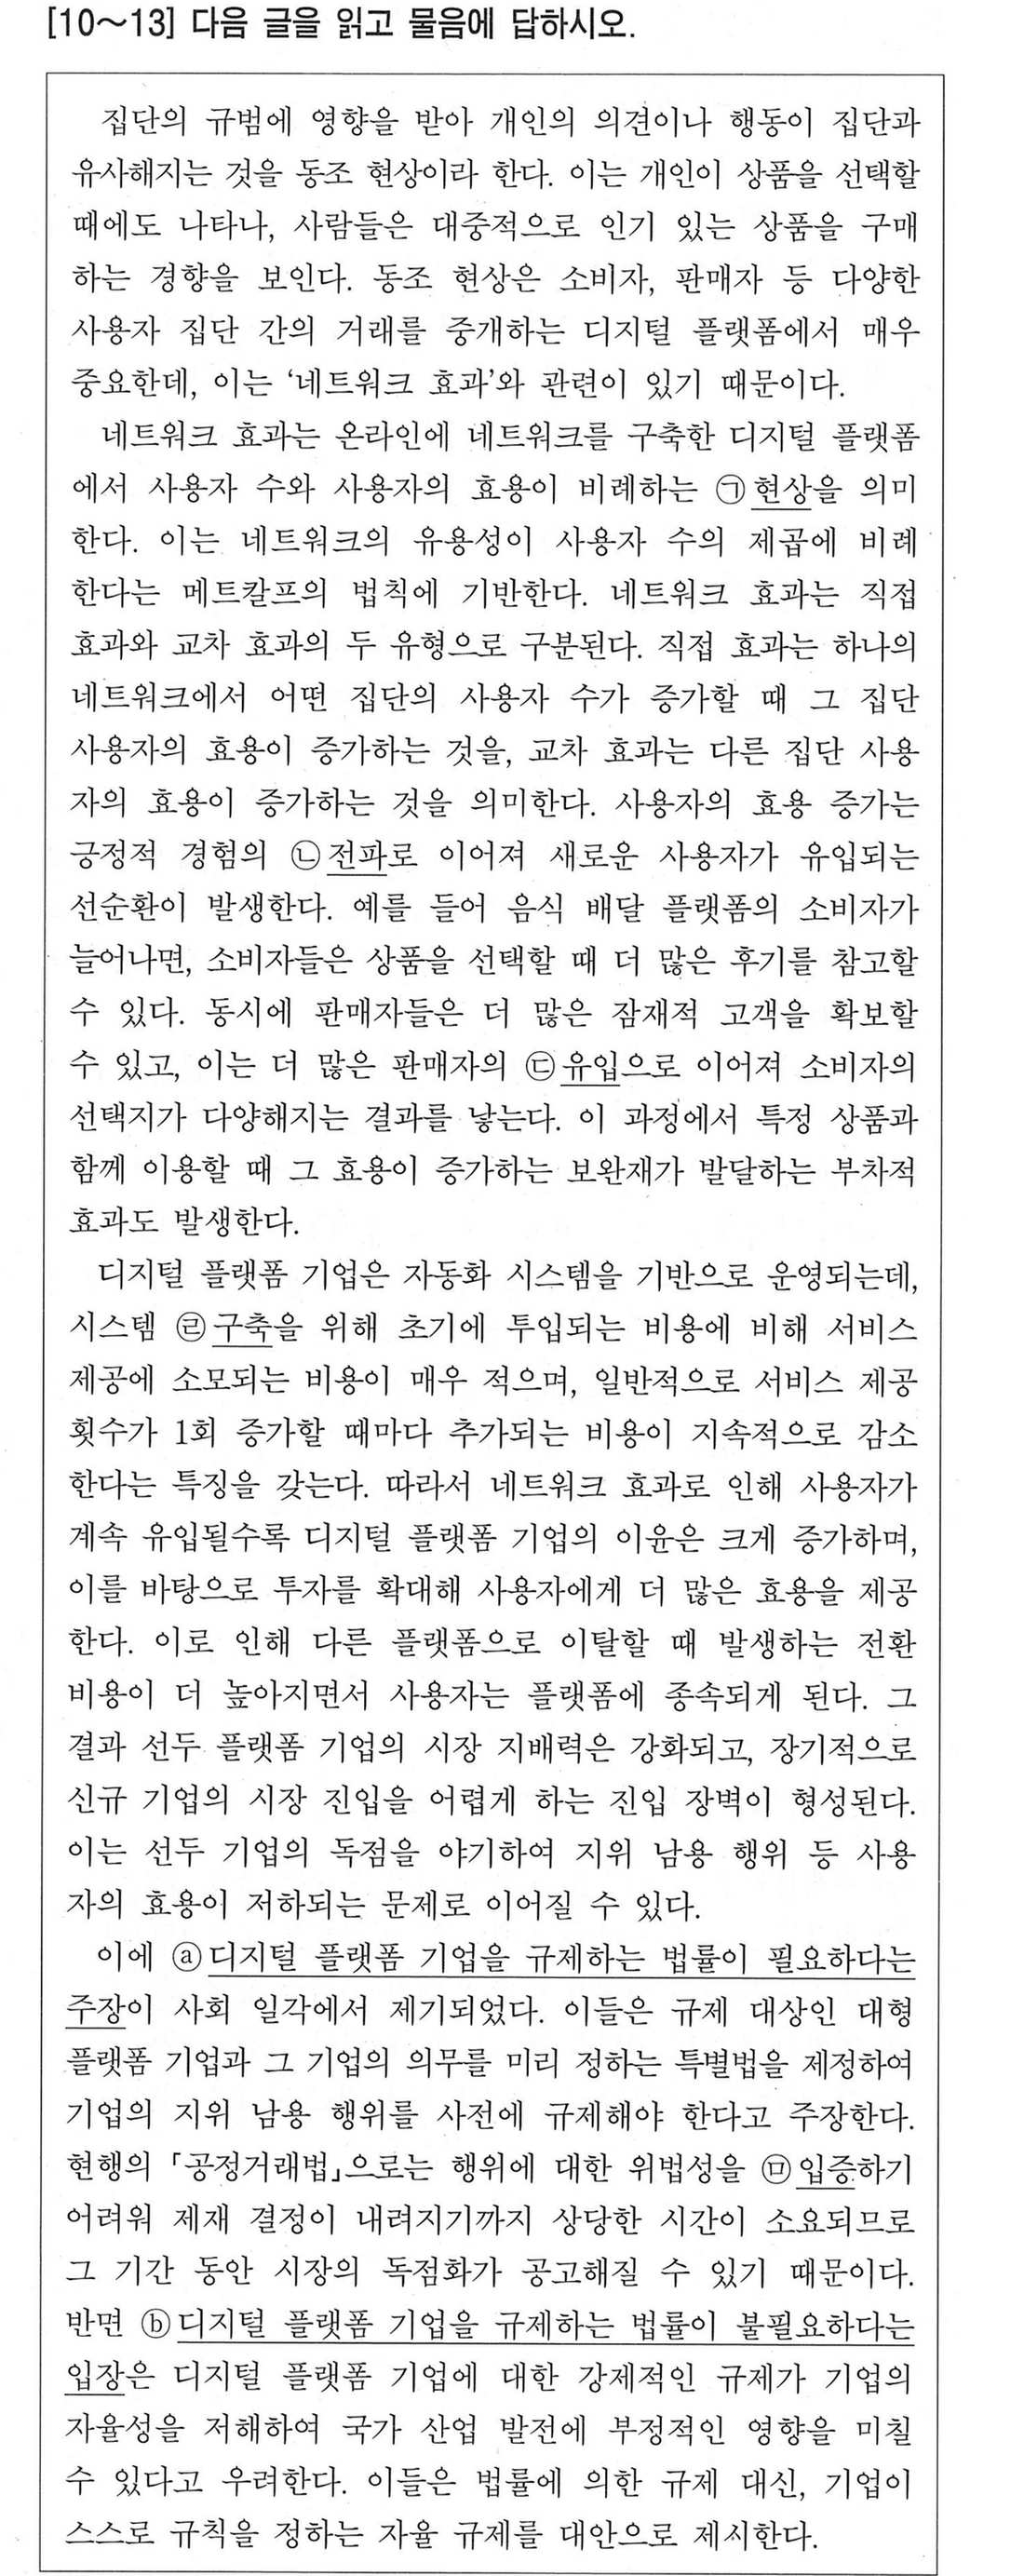 [10～13] 다음 글을 읽고 물음에 답하시오.
집단의 규범에 영향을 받아 개인의 의견이나 행동이 집단과
유사해지는 것을 동조 현상이라 한다. 이는 개인이 상품을 선택할
때에도 나타나, 사람들은 대중적으로 인기 있는 상품을 구매
하는 경향을 보인다. 동조 현상은 소비자, 판매자 등 다양한
사용자 집단 간의 거래를 중개하는 디지털 플랫폼에서 매우
중요한데, 이는 ‘네트워크 효과’와 관련이 있기 때문이다.
네트워크 효과는 온라인에 네트워크를 구축한 디지털 플랫폼
에서 사용자 수와 사용자의 효용이 비례하는 ㉠현상을 의미
한다. 이는 네트워크의 유용성이 사용자 수의 제곱에 비례
한다는 메트칼프의 법칙에 기반한다. 네트워크 효과는 직접
효과와 교차 효과의 두 유형으로 구분된다. 직접 효과는 하나의
네트워크에서 어떤 집단의 사용자 수가 증가할 때 그 집단
사용자의 효용이 증가하는 것을, 교차 효과는 다른 집단 사용
자의 효용이 증가하는 것을 의미한다. 사용자의 효용 증가는
긍정적 경험의 ㉡전파로 이어져 새로운 사용자가 유입되는
선순환이 발생한다. 예를 들어 음식 배달 플랫폼의 소비자가
늘어나면, 소비자들은 상품을 선택할 때 더 많은 후기를 참고할
수 있다. 동시에 판매자들은 더 많은 잠재적 고객을 확보할
수 있고, 이는 더 많은 판매자의 ㉢유입으로 이어져 소비자의
선택지가 다양해지는 결과를 낳는다. 이 과정에서 특정 상품과
함께 이용할 때 그 효용이 증가하는 보완재가 발달하는 부차적
효과도 발생한다.
디지털 플랫폼 기업은 자동화 시스템을 기반으로 운영되는데,
시스템 ㉣구축을 위해 초기에 투입되는 비용에 비해 서비스
제공에 소모되는 비용이 매우 적으며, 일반적으로 서비스 제공
횟수가 1회 증가할 때마다 추가되는 비용이 지속적으로 감소
한다는 특징을 갖는다. 따라서 네트워크 효과로 인해 사용자가
계속 유입될수록 디지털 플랫폼 기업의 이윤은 크게 증가하며,
이를 바탕으로 투자를 확대해 사용자에게 더 많은 효용을 제공
한다. 이로 인해 다른 플랫폼으로 이탈할 때 발생하는 전환
비용이 더 높아지면서 사용자는 플랫폼에 종속되게 된다. 그
결과 선두 플랫폼 기업의 시장 지배력은 강화되고, 장기적으로
신규 기업의 시장 진입을 어렵게 하는 진입 장벽이 형성된다.
이는 선두 기업의 독점을 야기하여 지위 남용 행위 등 사용
자의 효용이 저하되는 문제로 이어질 수 있다.
이에 ⓐ디지털 플랫폼 기업을 규제하는 법률이 필요하다는
주장이 사회 일각에서 제기되었다. 이들은 규제 대상인 대형
플랫폼 기업과 그 기업의 의무를 미리 정하는 특별법을 제정하여
기업의 지위 남용 행위를 사전에 규제해야 한다고 주장한다.
현행의 「공정거래법」으로는 행위에 대한 위법성을 ㉤입증하기
어려워 제재 결정이 내려지기까지 상당한 시간이 소요되므로
그 기간 동안 시장의 독점화가 공고해질 수 있기 때문이다.
반면 ⓑ디지털 플랫폼 기업을 규제하는 법률이 불필요하다는
입장은 디지털 플랫폼 기업에 대한 강제적인 규제가 기업의
자율성을 저해하여 국가 산업 발전에 부정적인 영향을 미칠
수 있다고 우려한다. 이들은 법률에 의한 규제 대신, 기업이
스스로 규칙을 정하는 자율 규제를 대안으로 제시한다.